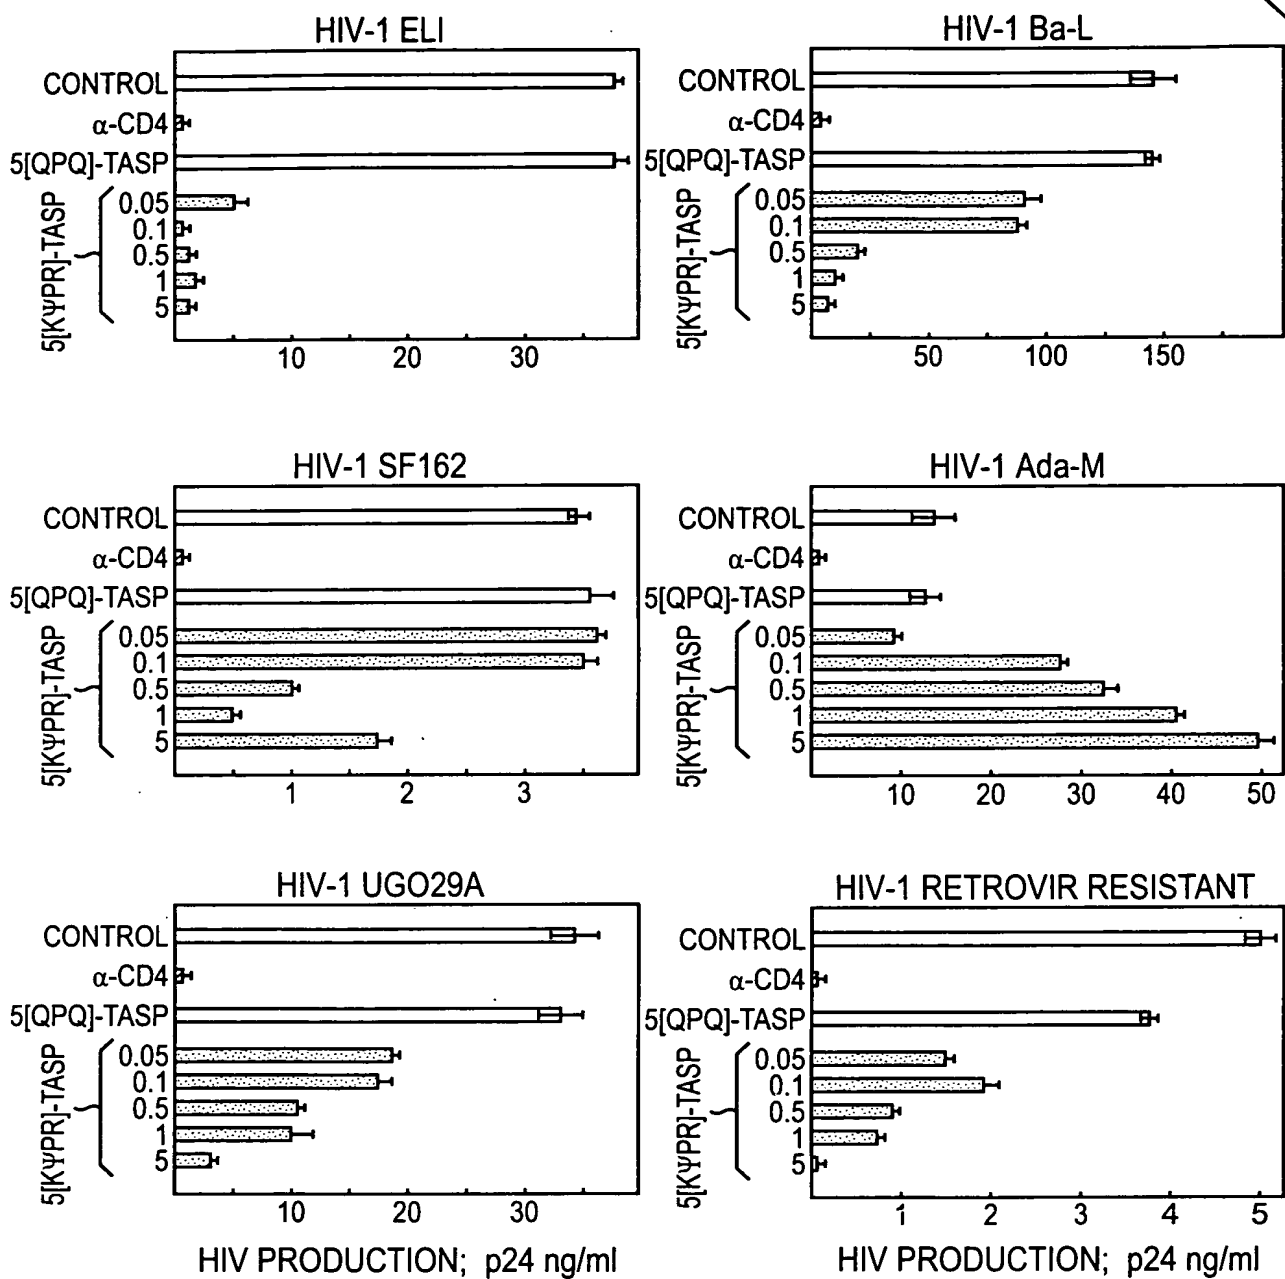 HIV-1 ELI
CONTROL
α-CD4
5[QPQ]-TASP
5[KΨPR]-TASP
0.05
0.1
0.5
1
5
10 20 30
HIV-1 Ba-L
CONTROL
α-CD4
5[QPQ]-TASP
5[KΨPR]-TASP
0.05
0.1
0.5
1
5
50 100 150
HIV-1 SF162
CONTROL
α-CD4
5[QPQ]-TASP
5[KΨPR]-TASP
0.05
0.1
0.5
1
5
1 2 3
HIV-1 Ada-M
CONTROL
α-CD4
5[QPQ]-TASP
5[KΨPR]-TASP
0.05
0.1
0.5
1
5
10 20 30 40 50
HIV-1 UGO29A
CONTROL
α-CD4
5[QPQ]-TASP
5[KΨPR]-TASP
0.05
0.1
0.5
1
5
10 20 30
HIV PRODUCTION; p24 ng/ml
HIV-1 RETROVIR RESISTANT
CONTROL
α-CD4
5[QPQ]-TASP
5[KΨPR]-TASP
0.05
0.1
0.5
1
5
1 2 3 4 5
HIV PRODUCTION; p24 ng/ml